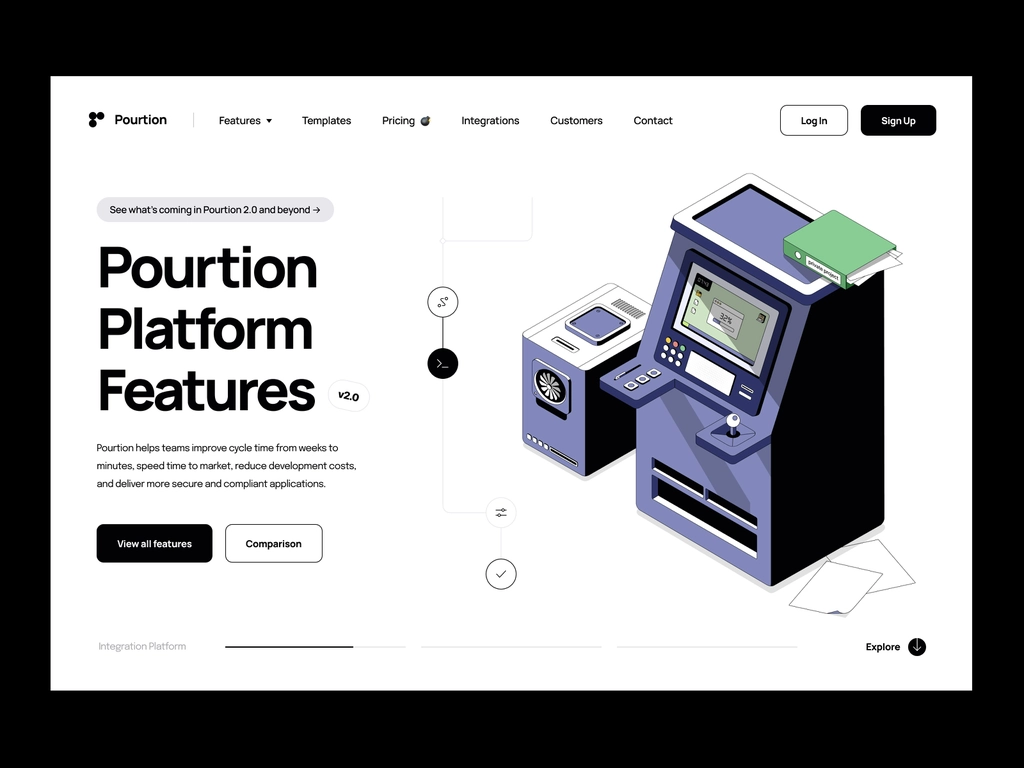 Pourtion
Features
Templates
Pricing
Integrations
Customers
Contact
Log In
Sign Up
See what's coming in Pourtion 2.0 and beyond →
Pourtion
Platform
Features
v2.0
Pourtion helps teams improve cycle time from weeks to
minutes, speed time to market, reduce development costs,
and deliver more secure and compliant applications.
View all features
Comparison
private project
32%
Integration Platform
Explore